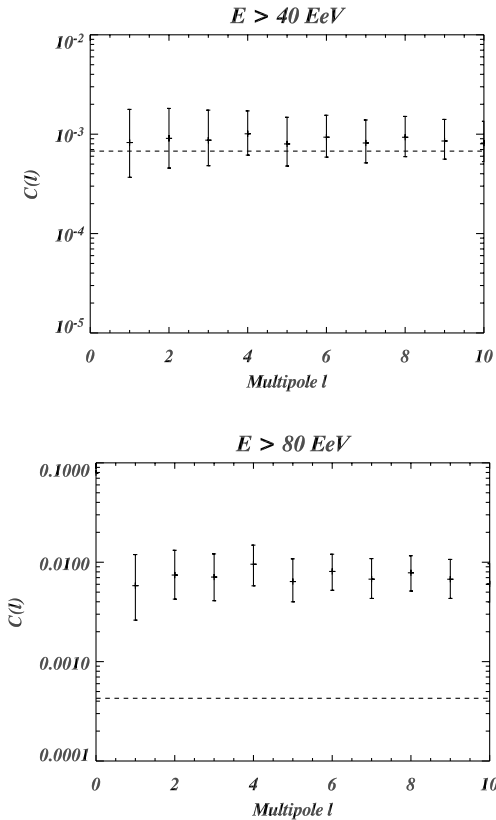 E > 40 EeV
10-2
10-3
10-4
10-5
C(l)
0 2 4 6 8 10
Multipole l
E > 80 EeV
0.1000
0.0100
0.0010
0.0001
C(l)
0 2 4 6 8 10
Multipole l